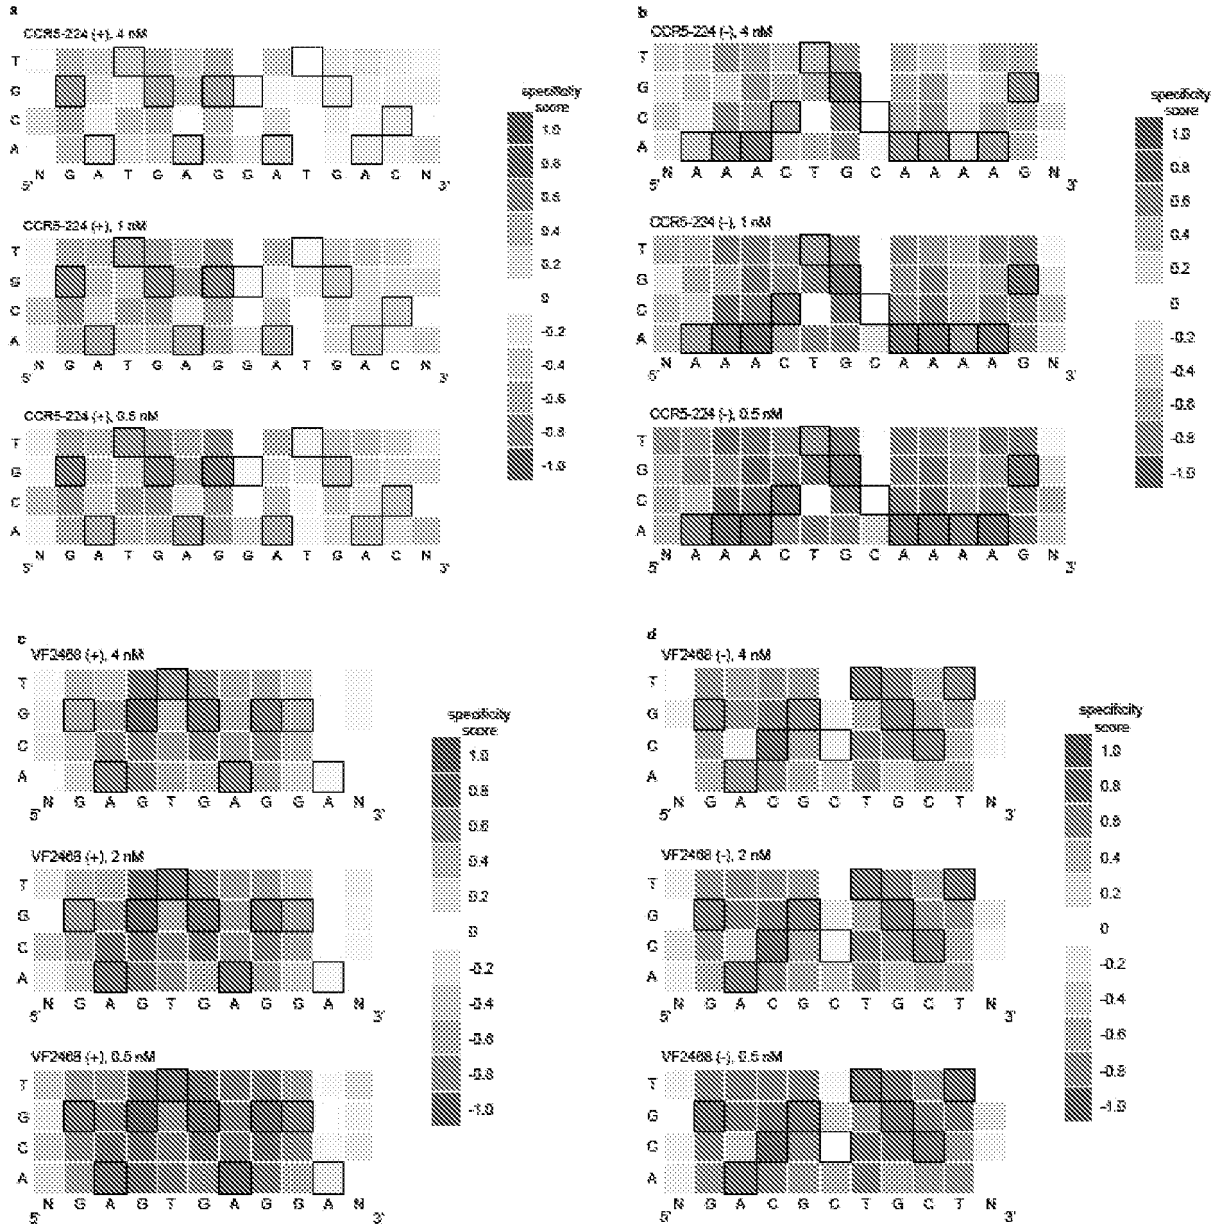 a
CCR5-224 (+), 4 nM
T
G
C
A
N G A T G A G G A T G A C N
5' 3'
CCR5-224 (+), 1 nM
T
G
C
A
N G A T G A G G A T G A C N
5' 3'
CCR5-224 (+), 0.5 nM
T
G
C
A
N G A T G A G G A T G A C N
5' 3'
specificity
score
1.0
0.8
0.6
0.4
0.2
0
-0.2
-0.4
-0.6
-0.8
-1.0
b
CCR5-224 (-), 4 nM
T
G
C
A
N A A A C T G C A A A A G N
5' 3'
CCR5-224 (-), 1 nM
T
G
C
A
N A A A C T G C A A A A G N
5' 3'
CCR5-224 (-), 0.5 nM
T
G
C
A
N A A A C T G C A A A A G N
5' 3'
specificity
score
1.0
0.8
0.6
0.4
0.2
0
-0.2
-0.4
-0.6
-0.8
-1.0
c
VF2468 (+), 4 nM
T
G
C
A
N G A G T G A G G A N
5' 3'
VF2468 (+), 2 nM
T
G
C
A
N G A G T G A G G A N
5' 3'
VF2468 (+), 0.5 nM
T
G
C
A
N G A G T G A G G A N
5' 3'
specificity
score
1.0
0.8
0.6
0.4
0.2
0
-0.2
-0.4
-0.6
-0.8
-1.0
d
VF2468 (-), 4 nM
T
G
C
A
N G A C G C T G C T N
5' 3'
VF2468 (-), 2 nM
T
G
C
A
N G A C G C T G C T N
5' 3'
VF2468 (-), 0.5 nM
T
G
C
A
N G A C G C T G C T N
5' 3'
specificity
score
1.0
0.8
0.6
0.4
0.2
0
-0.2
-0.4
-0.6
-0.8
-1.0